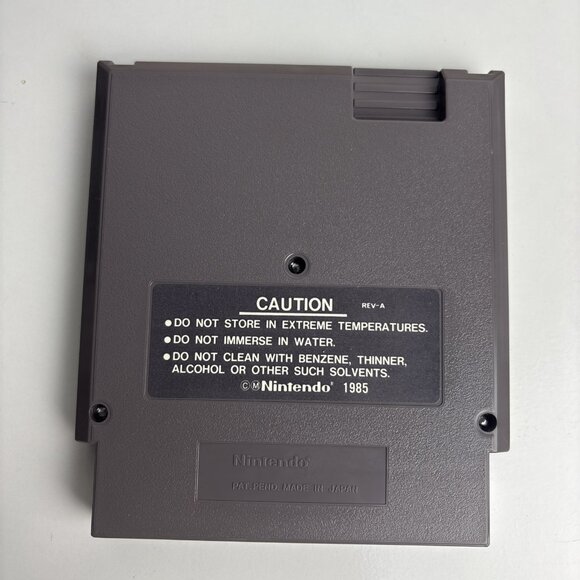 CAUTION REV-A
●DO NOT STORE IN EXTREME TEMPERATURES.
●DO NOT IMMERSE IN WATER.
●DO NOT CLEAN WITH BENZENE, THINNER,
ALCOHOL OR OTHER SUCH SOLVENTS.
©Ⓜ Nintendo® 1985
Nintendo®
PAT. PEND. MADE IN JAPAN